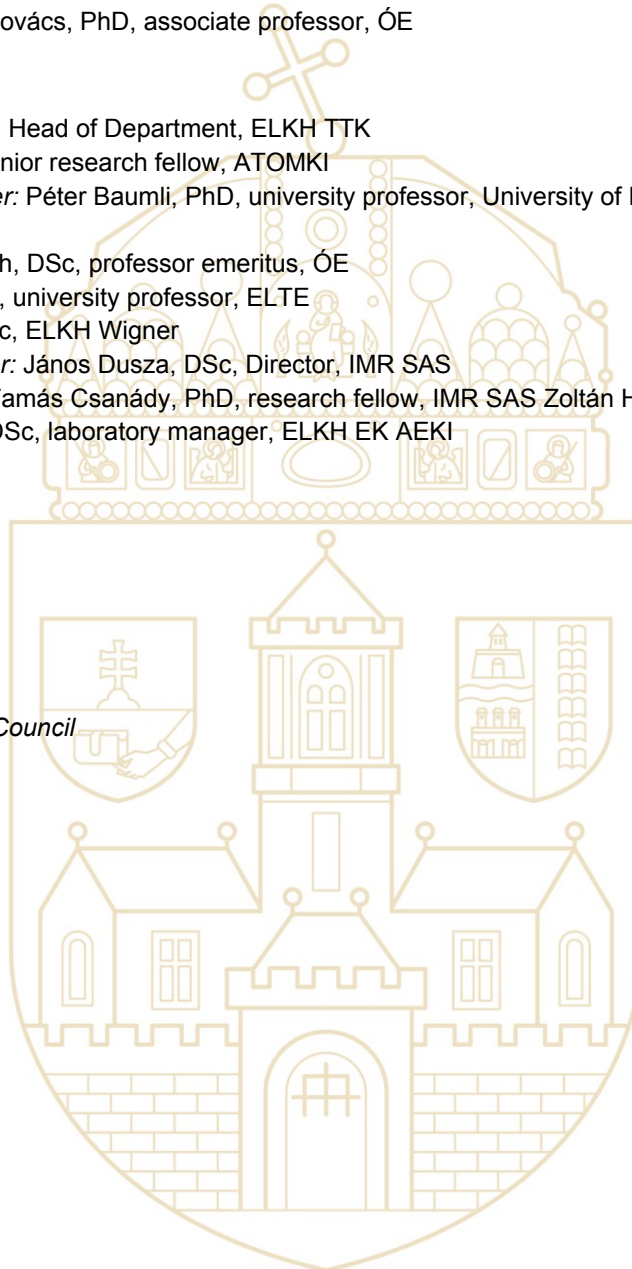 ovács, PhD, associate professor, ÓE
Head of Department, ELKH TTK
nior research fellow, ATOMKI
er: Péter Baumli, PhD, university professor, University of
h, DSc, professor emeritus, ÓE
, university professor, ELTE
c, ELKH Wigner
er: János Dusza, DSc, Director, IMR SAS
amás Csanády, PhD, research fellow, IMR SAS Zoltán H
DSc, laboratory manager, ELKH EK AEKI
Council